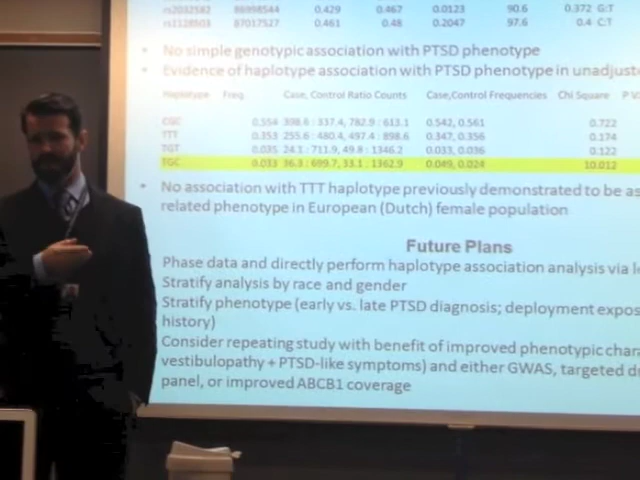 rs2032582 86998544 0.429 0.467 0.0123 90.6 0.372 G:T
rs1128503 87017527 0.461 0.48 0.2047 97.6 0.4 C:T
• No simple genotypic association with PTSD phenotype
• Evidence of haplotype association with PTSD phenotype in unadjuste
Haplotype Freq Case, Control Ratio Counts Case,Control Frequencies Chi Square P V
CGC 0.554 398.6 : 337.4, 782.9 : 613.1 0.542, 0.561 0.722
TTT 0.353 255.6 : 480.4, 497.4 : 898.6 0.347, 0.356 0.174
TGT 0.035 24.1 : 711.9, 49.8 : 1346.2 0.033, 0.036 0.122
TGC 0.033 36.3 : 699.7, 33.1 : 1362.9 0.049, 0.024 10.012
• No association with TTT haplotype previously demonstrated to be as
related phenotype in European (Dutch) female population
Future Plans
Phase data and directly perform haplotype association analysis via l
Stratify analysis by race and gender
Stratify phenotype (early vs. late PTSD diagnosis; deployment expos
history)
Consider repeating study with benefit of improved phenotypic chara
vestibulopathy + PTSD-like symptoms) and either GWAS, targeted d
panel, or improved ABCB1 coverage